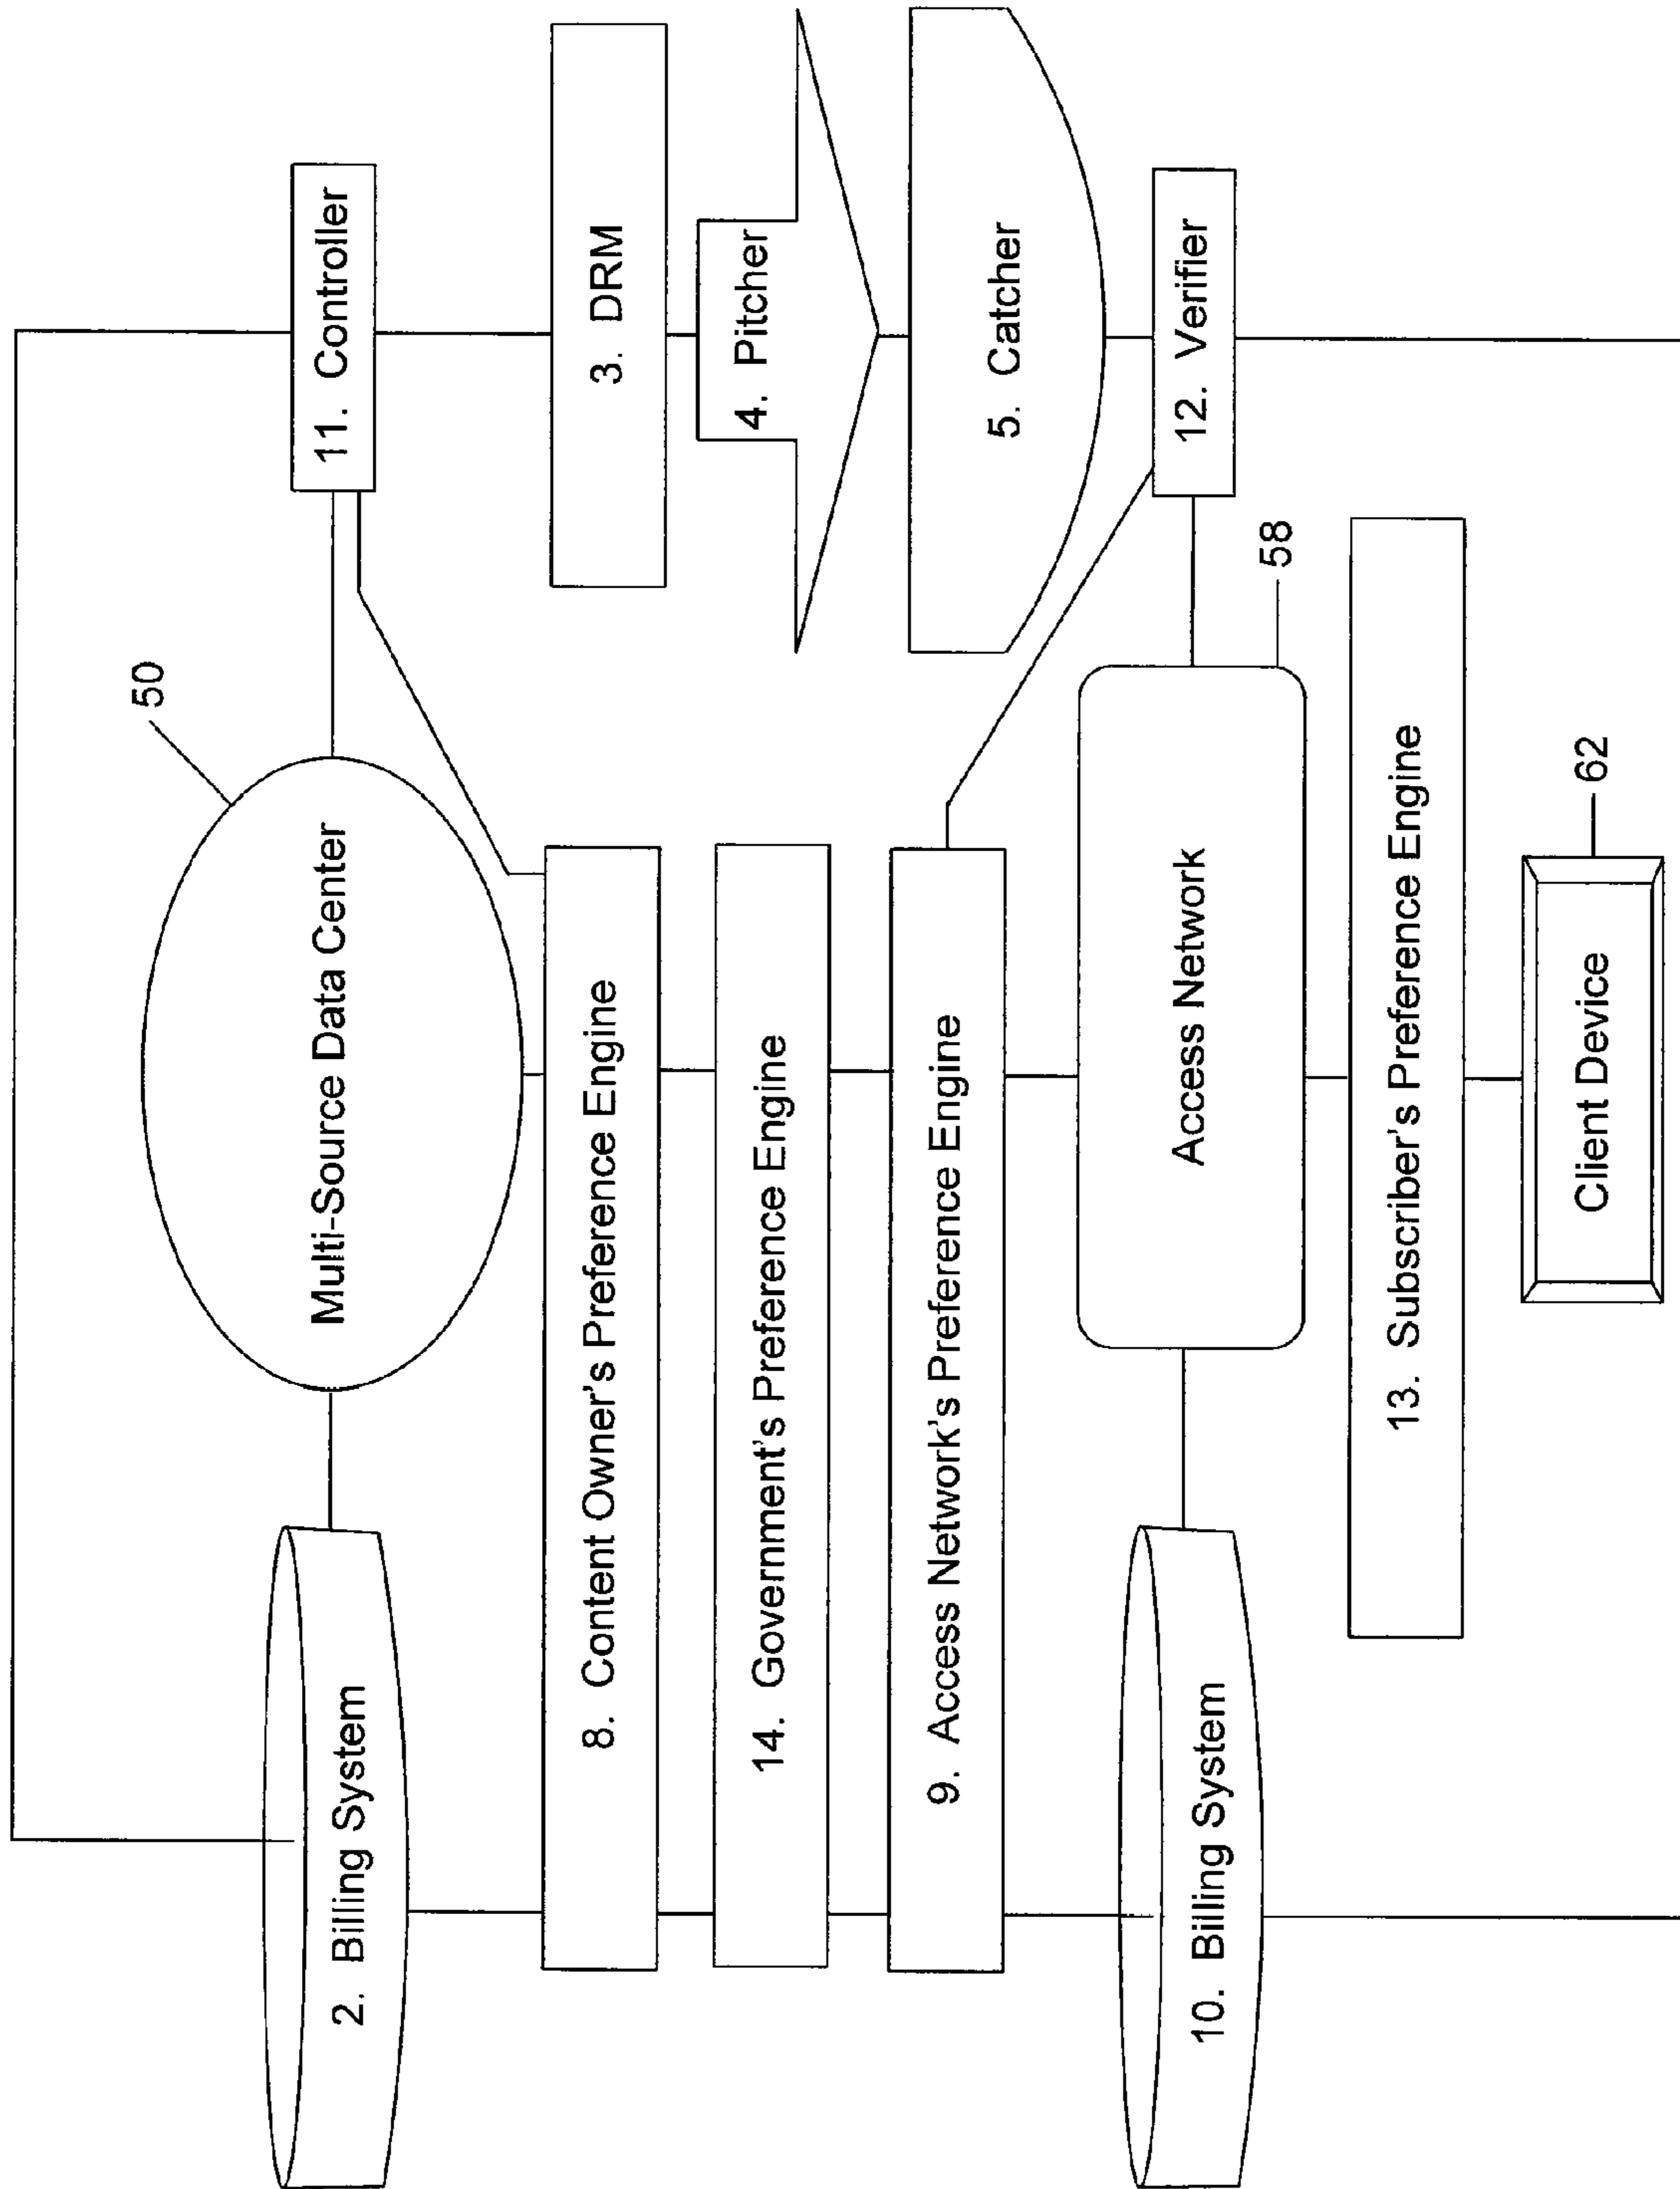 50
Multi-Source Data Center
2. Billing System
11. Controller
3. DRM
4. Pitcher
5. Catcher
12. Verifier
8. Content Owner's Preference Engine
14. Government's Preference Engine
9. Access Network's Preference Engine
58
Access Network
10. Billing System
13. Subscriber's Preference Engine
Client Device
62